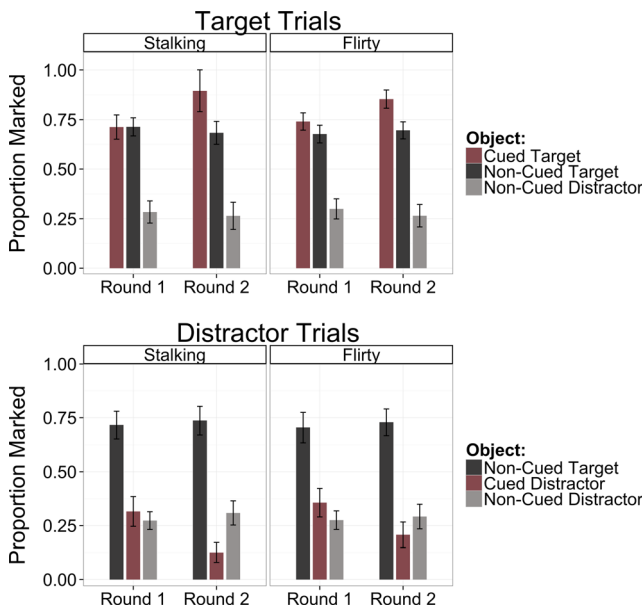 Target Trials
Stalking Flirty
1.00
0.75
0.50
0.25
0.00
Proportion Marked
Round 1 Round 2 Round 1 Round 2
Object:
Cued Target
Non-Cued Target
Non-Cued Distractor
Distractor Trials
Stalking Flirty
1.00
0.75
0.50
0.25
0.00
Proportion Marked
Round 1 Round 2 Round 1 Round 2
Object:
Non-Cued Target
Cued Distractor
Non-Cued Distractor